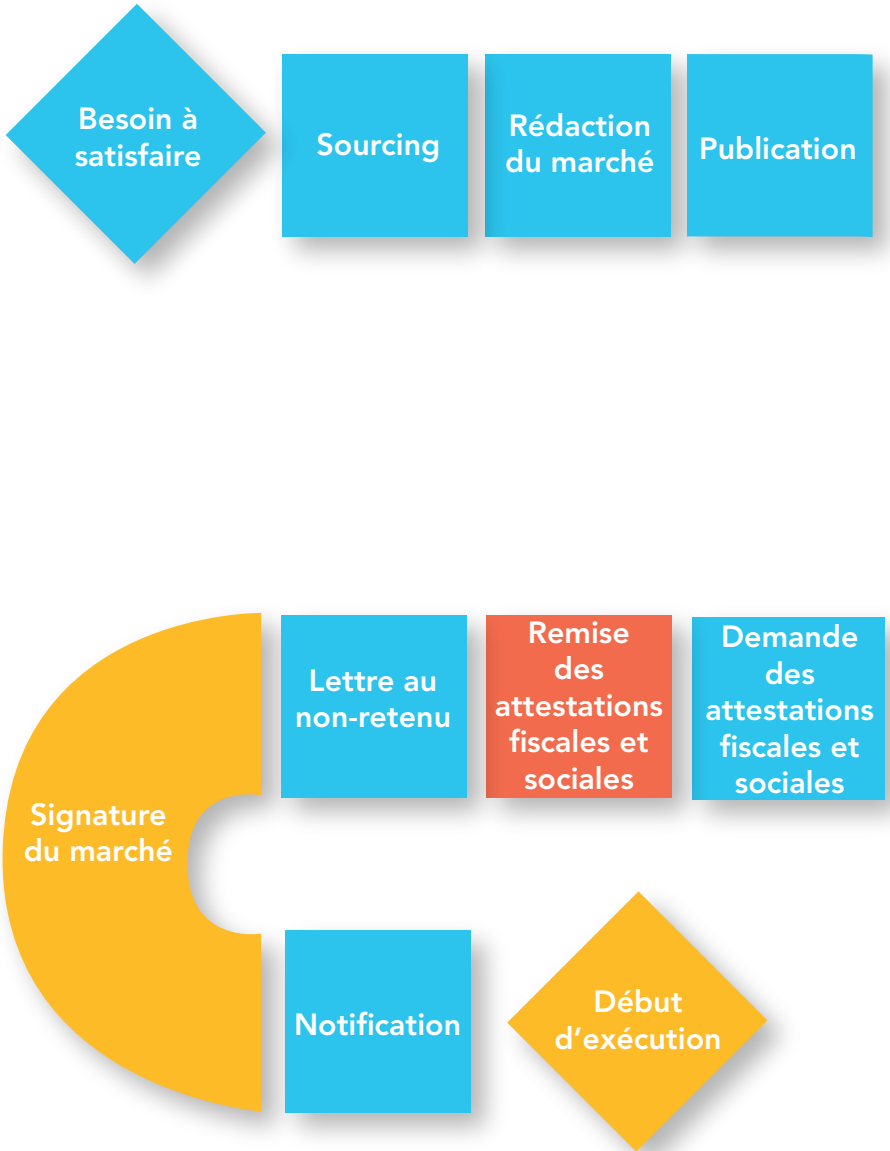 Besoin à
satisfaire
Sourcing
Rédaction
du marché
Publication
Lettre au
non-retenu
Remise
des
attestations
fiscales et
sociales
Demande
des
attestations
fiscales et
sociales
Signature
du marché
Notification
Début
d’exécution